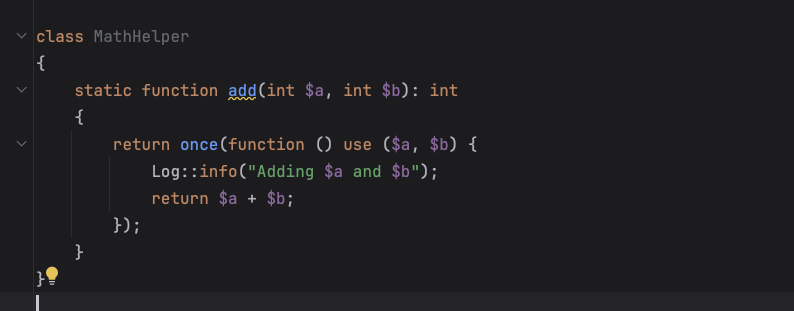 class MathHelper
{
    static function add(int $a, int $b): int
    {
        return once(function () use ($a, $b) {
            Log::info("Adding $a and $b");
            return $a + $b;
        });
    }
}